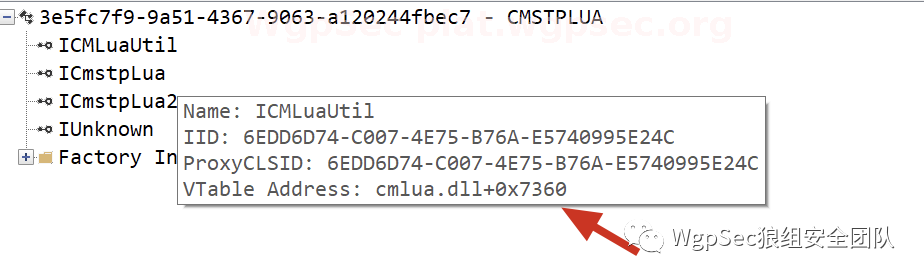 3e5fc7f9-9a51-4367-9063-a120244fbec7 - CMSTPLUA
WgpSec plat.wgpsec.org
ICMLuaUtil
ICmstpLua
ICmstpLua2
IUnknown
Factory In
Name: ICMLuaUtil
IID: 6EDD6D74-C007-4E75-B76A-E5740995E24C
ProxyCLSID: 6EDD6D74-C007-4E75-B76A-E5740995E24C
VTable Address: cmlua.dll+0x7360
WgpSec狼组安全团队